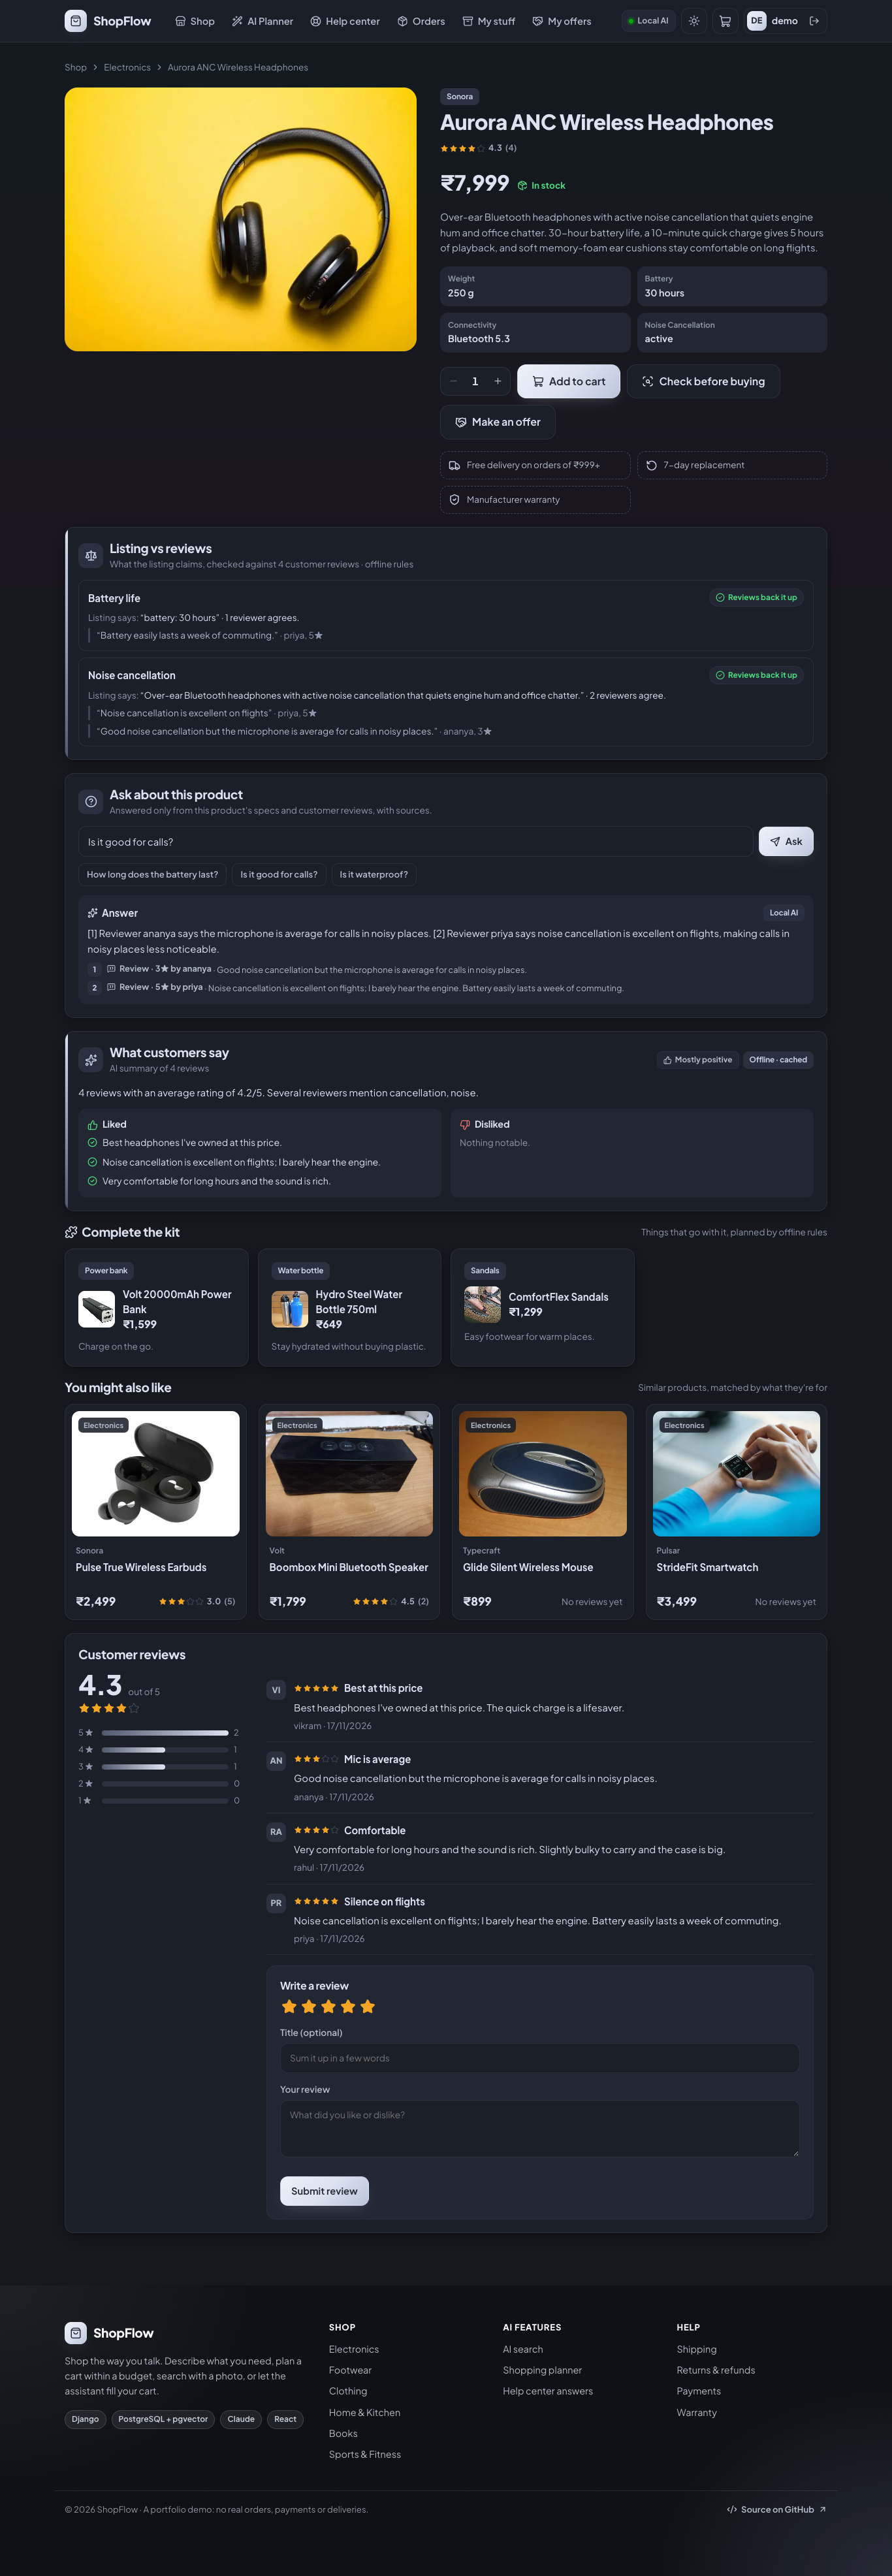 ShopFlow
Shop
AI Planner
Help center
Orders
My stuff
My offers
Local AI
DE
demo
Shop > Electronics > Aurora ANC Wireless Headphones
Sonora
Aurora ANC Wireless Headphones
4.3 (4)
₹7,999
In stock
Over-ear Bluetooth headphones with active noise cancellation that quiets engine
hum and office chatter. 30-hour battery life, a 10-minute quick charge gives 5 hours
of playback, and soft memory-foam ear cushions stay comfortable on long flights.
Weight
250 g
Battery
30 hours
Connectivity
Bluetooth 5.3
Noise Cancellation
active
1
Add to cart
Check before buying
Make an offer
Free delivery on orders of ₹999+
7-day replacement
Manufacturer warranty
Listing vs reviews
What the listing claims, checked against 4 customer reviews · offline rules
Battery life
Reviews back it up
Listing says: “battery: 30 hours” · 1 reviewer agrees.
“Battery easily lasts a week of commuting.” · priya, 5★
Noise cancellation
Reviews back it up
Listing says: “Over-ear Bluetooth headphones with active noise cancellation that quiets engine hum and office chatter.” · 2 reviewers agree.
“Noise cancellation is excellent on flights” · priya, 5★
“Good noise cancellation but the microphone is average for calls in noisy places.” · ananya, 3★
Ask about this product
Answered only from this product's specs and customer reviews, with sources.
Is it good for calls?
Ask
How long does the battery last?
Is it good for calls?
Is it waterproof?
Answer
Local AI
[1] Reviewer ananya says the microphone is average for calls in noisy places. [2] Reviewer priya says noise cancellation is excellent on flights, making calls in
noisy places less noticeable.
1 Review · 3★ by ananya · Good noise cancellation but the microphone is average for calls in noisy places.
2 Review · 5★ by priya · Noise cancellation is excellent on flights; I barely hear the engine. Battery easily lasts a week of commuting.
What customers say
AI summary of 4 reviews
Mostly positive
Offline · cached
4 reviews with an average rating of 4.2/5. Several reviewers mention cancellation, noise.
Liked
Best headphones I've owned at this price.
Noise cancellation is excellent on flights; I barely hear the engine.
Very comfortable for long hours and the sound is rich.
Disliked
Nothing notable.
Complete the kit
Things that go with it, planned by offline rules
Power bank
Volt 20000mAh Power
Bank
₹1,599
Charge on the go.
Water bottle
Hydro Steel Water
Bottle 750ml
₹649
Stay hydrated without buying plastic.
Sandals
ComfortFlex Sandals
₹1,299
Easy footwear for warm places.
You might also like
Similar products, matched by what they're for
Electronics
Sonora
Pulse True Wireless Earbuds
₹2,499
3.0 (5)
Electronics
Volt
Boombox Mini Bluetooth Speaker
₹1,799
4.5 (2)
Electronics
Typecraft
Glide Silent Wireless Mouse
₹899
No reviews yet
Electronics
Pulsar
StrideFit Smartwatch
₹3,499
No reviews yet
Customer reviews
4.3 out of 5
5★ 2
4★ 1
3★ 1
2★ 0
1★ 0
VI
Best at this price
Best headphones I've owned at this price. The quick charge is a lifesaver.
vikram · 17/11/2026
AN
Mic is average
Good noise cancellation but the microphone is average for calls in noisy places.
ananya · 17/11/2026
RA
Comfortable
Very comfortable for long hours and the sound is rich. Slightly bulky to carry and the case is big.
rahul · 17/11/2026
PR
Silence on flights
Noise cancellation is excellent on flights; I barely hear the engine. Battery easily lasts a week of commuting.
priya · 17/11/2026
Write a review
Title (optional)
Sum it up in a few words
Your review
What did you like or dislike?
Submit review
ShopFlow
Shop the way you talk. Describe what you need, plan a
cart within a budget, search with a photo, or let the
assistant fill your cart.
Django
PostgreSQL + pgvector
Claude
React
SHOP
Electronics
Footwear
Clothing
Home & Kitchen
Books
Sports & Fitness
AI FEATURES
AI search
Shopping planner
Help center answers
HELP
Shipping
Returns & refunds
Payments
Warranty
© 2026 ShopFlow · A portfolio demo: no real orders, payments or deliveries.
Source on GitHub